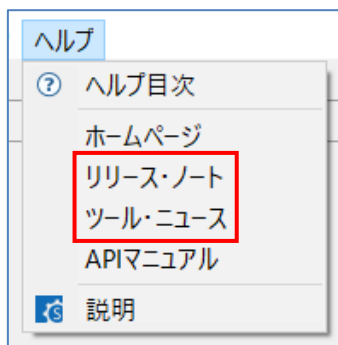 ヘルプ
ヘルプ目次
ホームページ
リリース・ノート
ツール・ニュース
APIマニュアル
説明